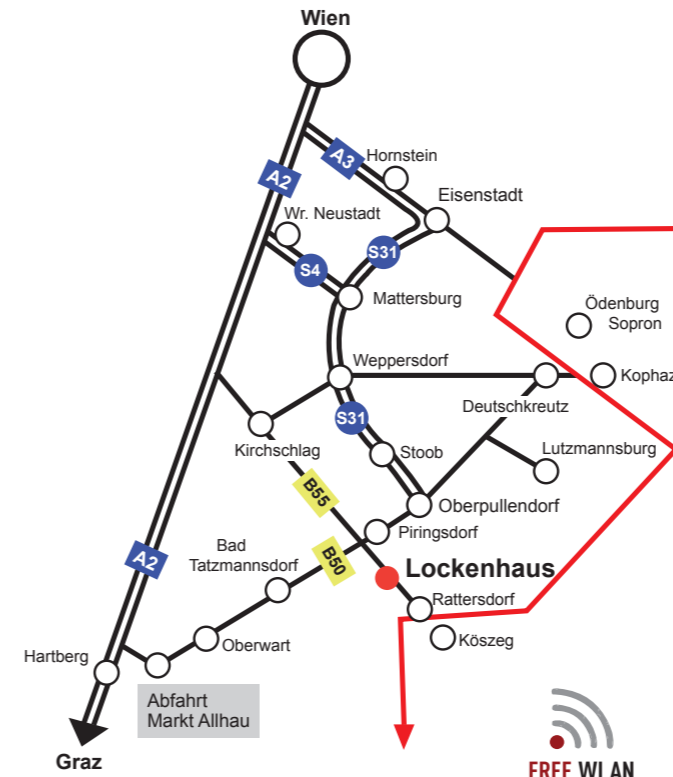 Wien
A3
Hornstein
A2
Eisenstadt
Wr. Neustadt
S31
S4
Mattersburg
Ödenburg
Sopron
Weppersdorf
Kophaz
Deutschkreutz
S31
Kirchschlag
Stoob
Lutzmannsburg
B55
Oberpullendorf
Piringsdorf
Bad
Tatzmannsdorf
B50
A2
Lockenhaus
Rattersdorf
Oberwart
Köszeg
Hartberg
Abfahrt
Markt Allhau
Graz
FREE WLAN